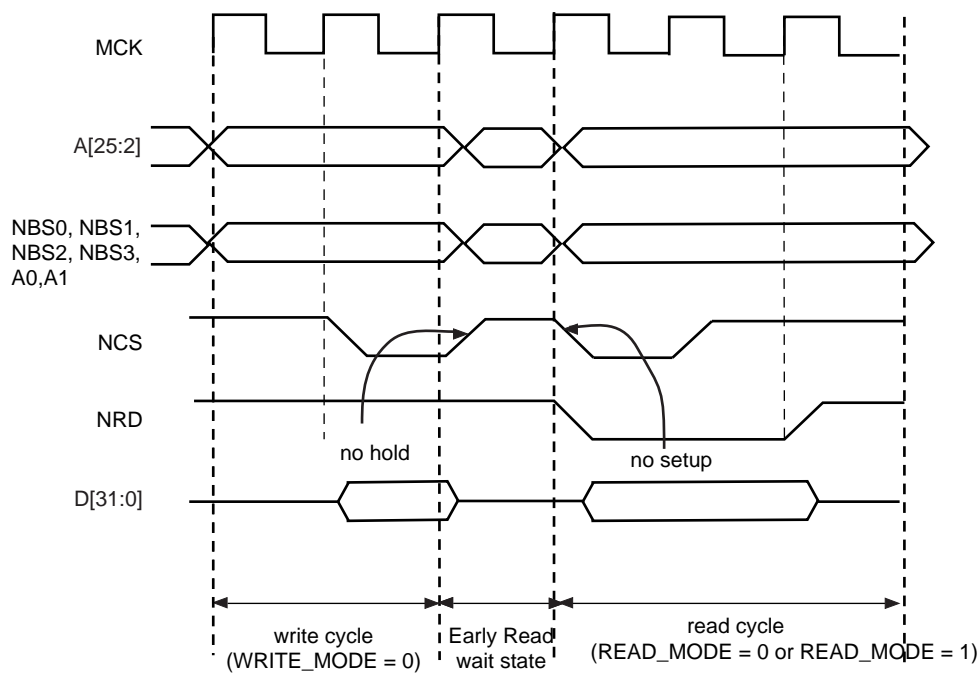 MCK
A[25:2]
NBS0, NBS1,
NBS2, NBS3,
A0,A1
NCS
NRD
no hold
no setup
D[31:0]
write cycle
(WRITE_MODE = 0)
Early Read
wait state
read cycle
(READ_MODE = 0 or READ_MODE = 1)